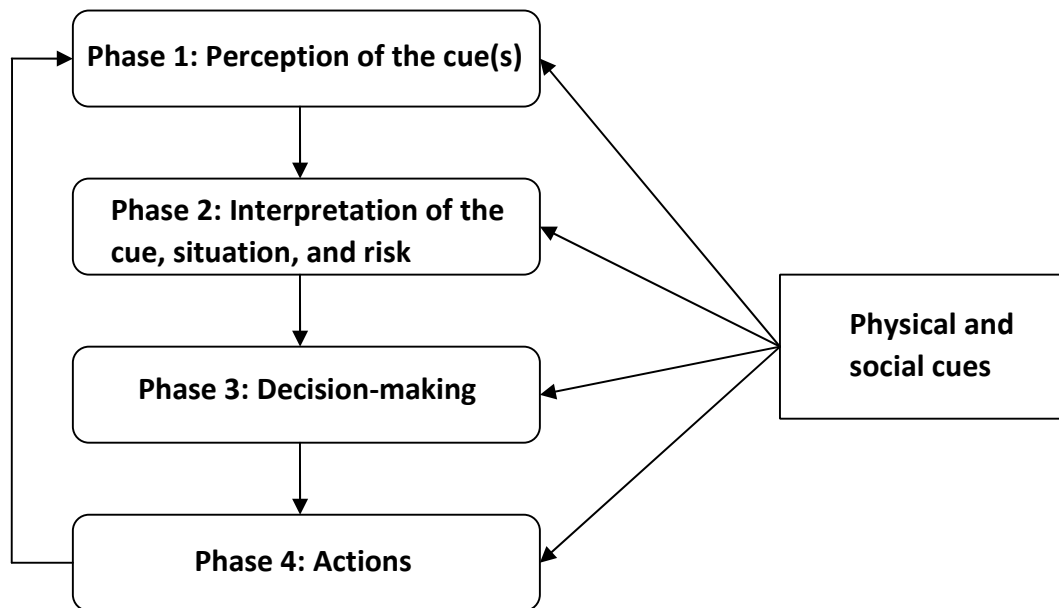 Phase 1: Perception of the cue(s)
Phase 2: Interpretation of the
cue, situation, and risk
Physical and
social cues
Phase 3: Decision-making
Phase 4: Actions